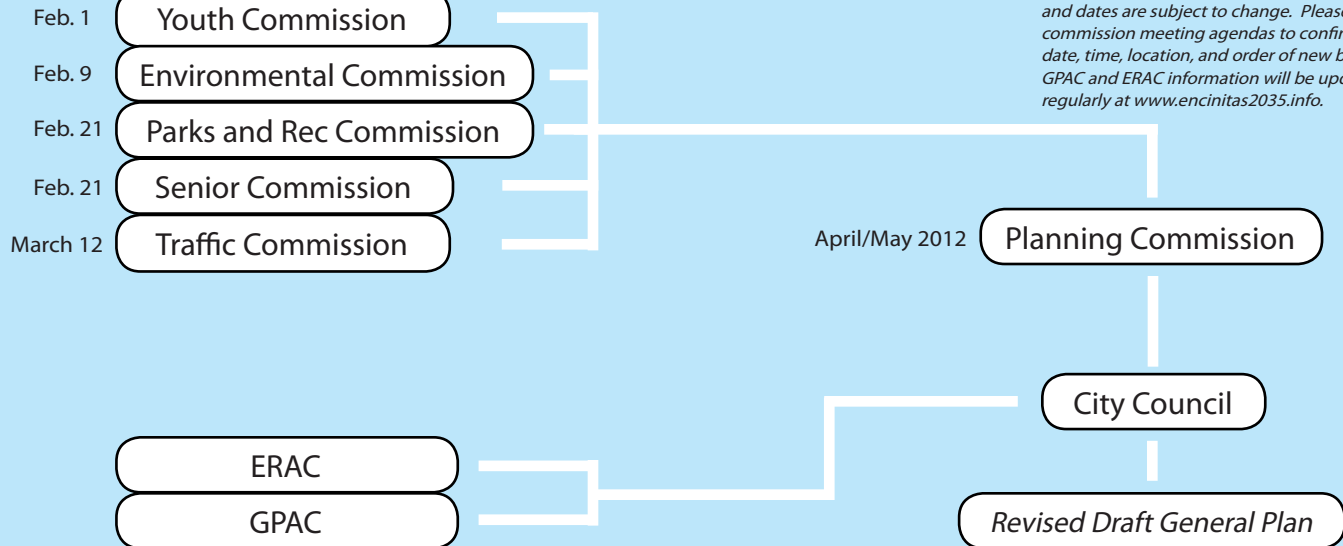 and dates are subject to change. Please
commission meeting agendas to confir
date, time, location, and order of new b
GPAC and ERAC information will be up
regularly at www.encinitas2035.info.
Feb. 1 Youth Commission
Feb. 9 Environmental Commission
Feb. 21 Parks and Rec Commission
Feb. 21 Senior Commission
March 12 Traffic Commission
April/May 2012 Planning Commission
City Council
ERAC
GPAC
Revised Draft General Plan